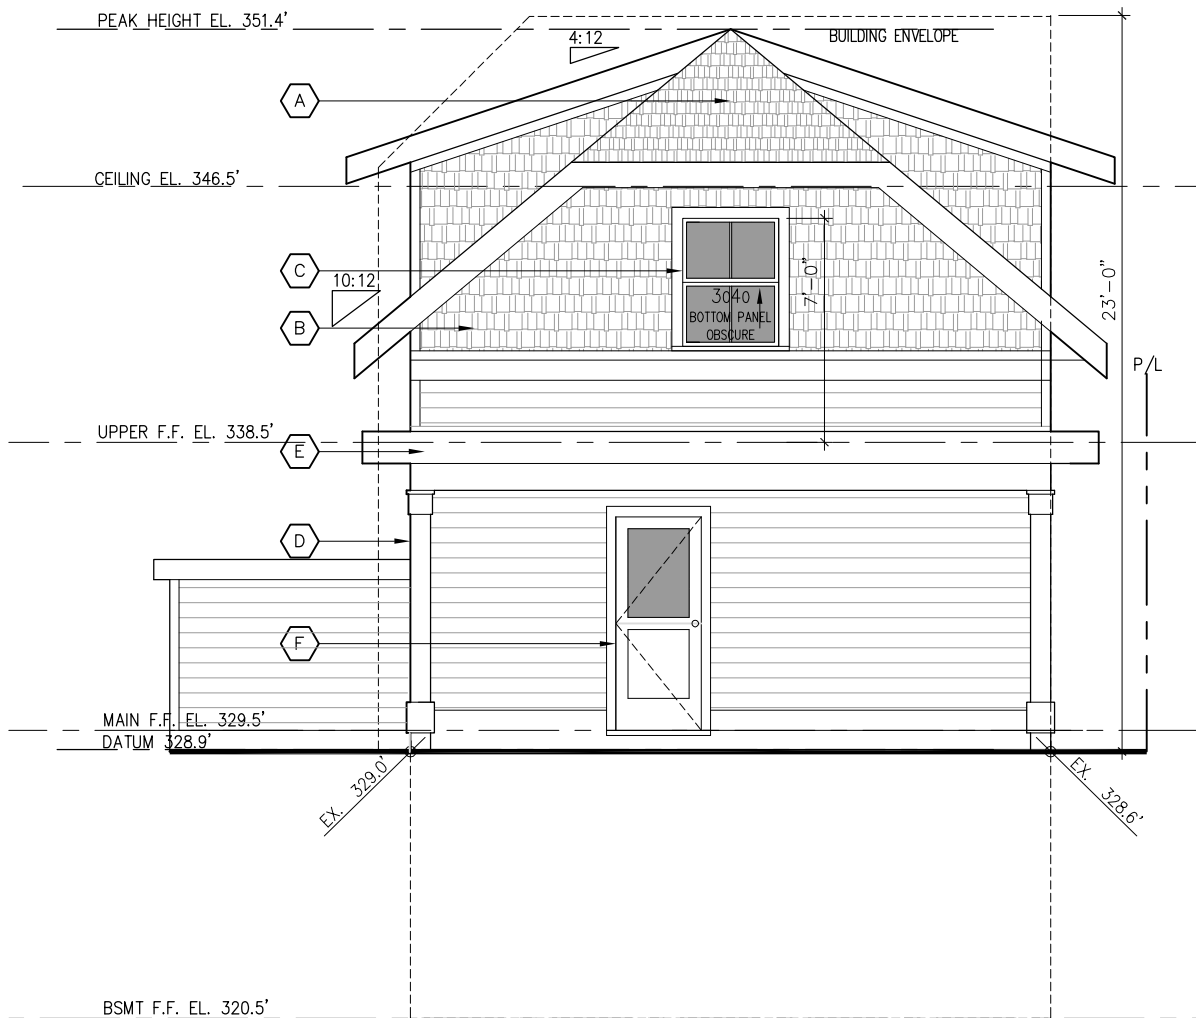 PEAK HEIGHT EL. 351.4'
4:12
BUILDING ENVELOPE
A
CEILING EL. 346.5'
C
10:12
B
3040
BOTTOM PANEL
OBSCURE
7'-0"
23'-0"
P/L
UPPER F.F. EL. 338.5'
E
D
F
MAIN F.F. EL. 329.5'
DATUM 328.9'
EX. 329.0'
EX. 328.6'
BSMT F.F. EL. 320.5'